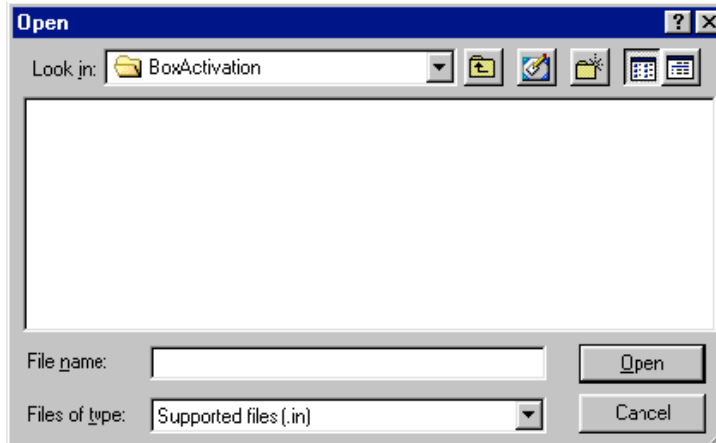 Open
Look in: BoxActivation
File name:
Open
Files of type: Supported files (.in)
Cancel